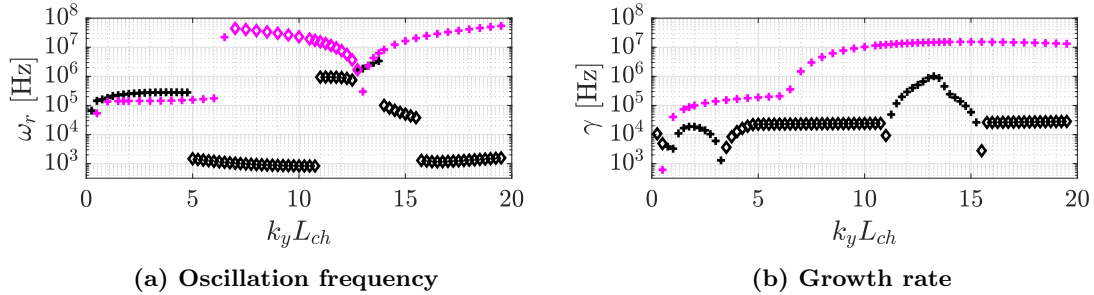 10^8
10^7
10^6
10^5
10^4
10^3
ω_r [Hz]
0 5 10 15 20
k_y L_ch
(a) Oscillation frequency
10^8
10^7
10^6
10^5
10^4
10^3
γ [Hz]
0 5 10 15 20
k_y L_ch
(b) Growth rate